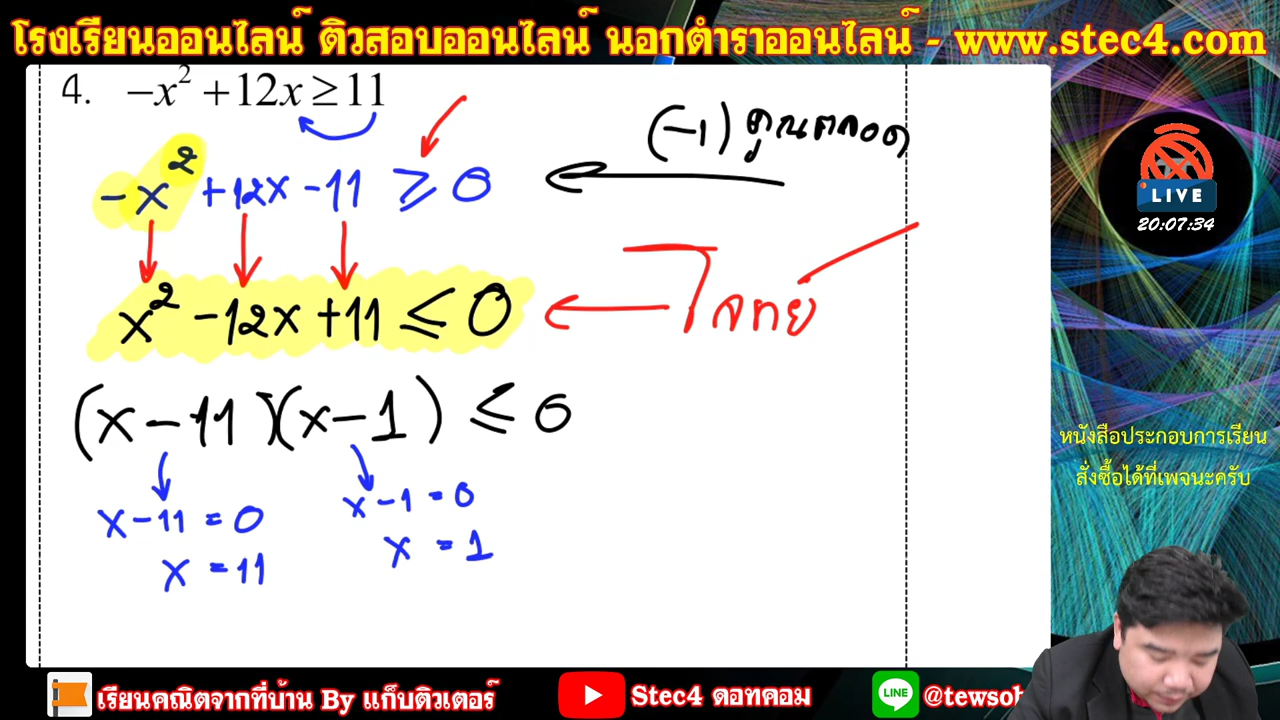 โรงเรียนออนไลน์ ติวสอบออนไลน์ นอกตำราออนไลน์ - www.stec4.com
4. −x² + 12x ≥ 11
(−1) คูณตลอด
−x² + 12x − 11 ≥ 0
x² − 12x + 11 ≤ 0
โจทย์
(x − 11)(x − 1) ≤ 0
x − 11 = 0
x − 1 = 0
x = 11
x = 1
LIVE
20:07:34
หนังสือประกอบการเรียน
สั่งซื้อได้ที่เพจนะครับ
เรียนคณิตจากที่บ้าน By แก็บติวเตอร์
Stec4 ดอทคอม
LINE